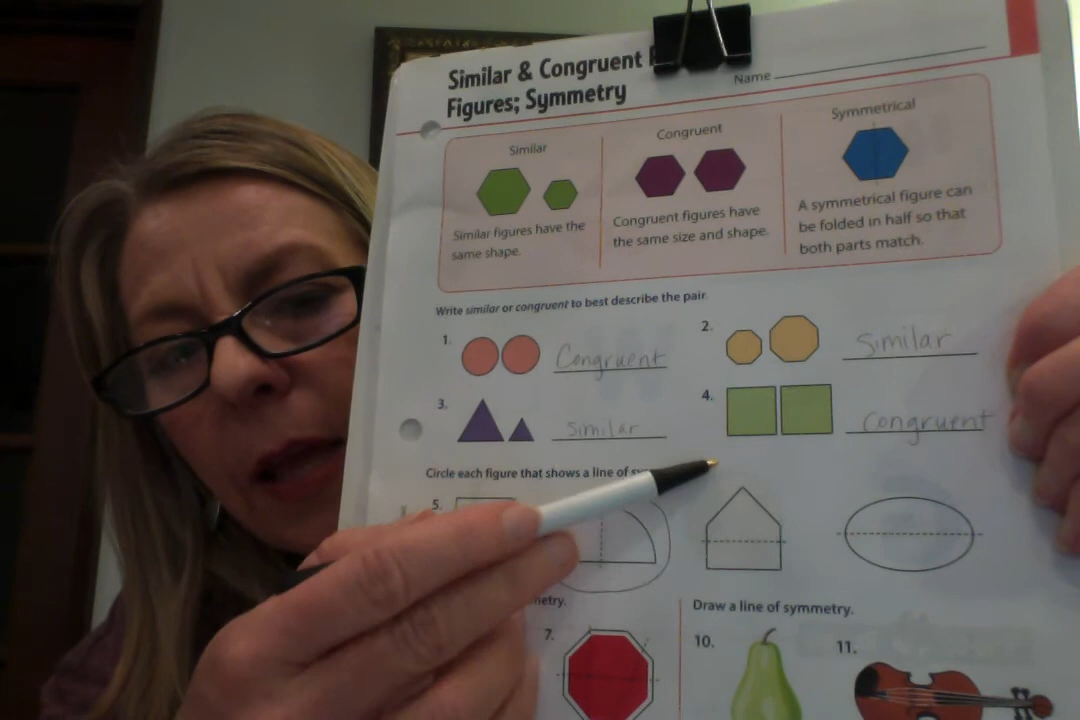 Similar & Congruent
Figures; Symmetry
Name
Similar
Similar figures have the
same shape.
Congruent
Congruent figures have
the same size and shape.
Symmetrical
A symmetrical figure can
be folded in half so that
both parts match.
Write similar or congruent to best describe the pair.
1.
Congruent
2.
Similar
3.
similar
4.
congruent
Circle each figure that shows a line of
5.
Draw a line of symmetry.
7.
10.
11.